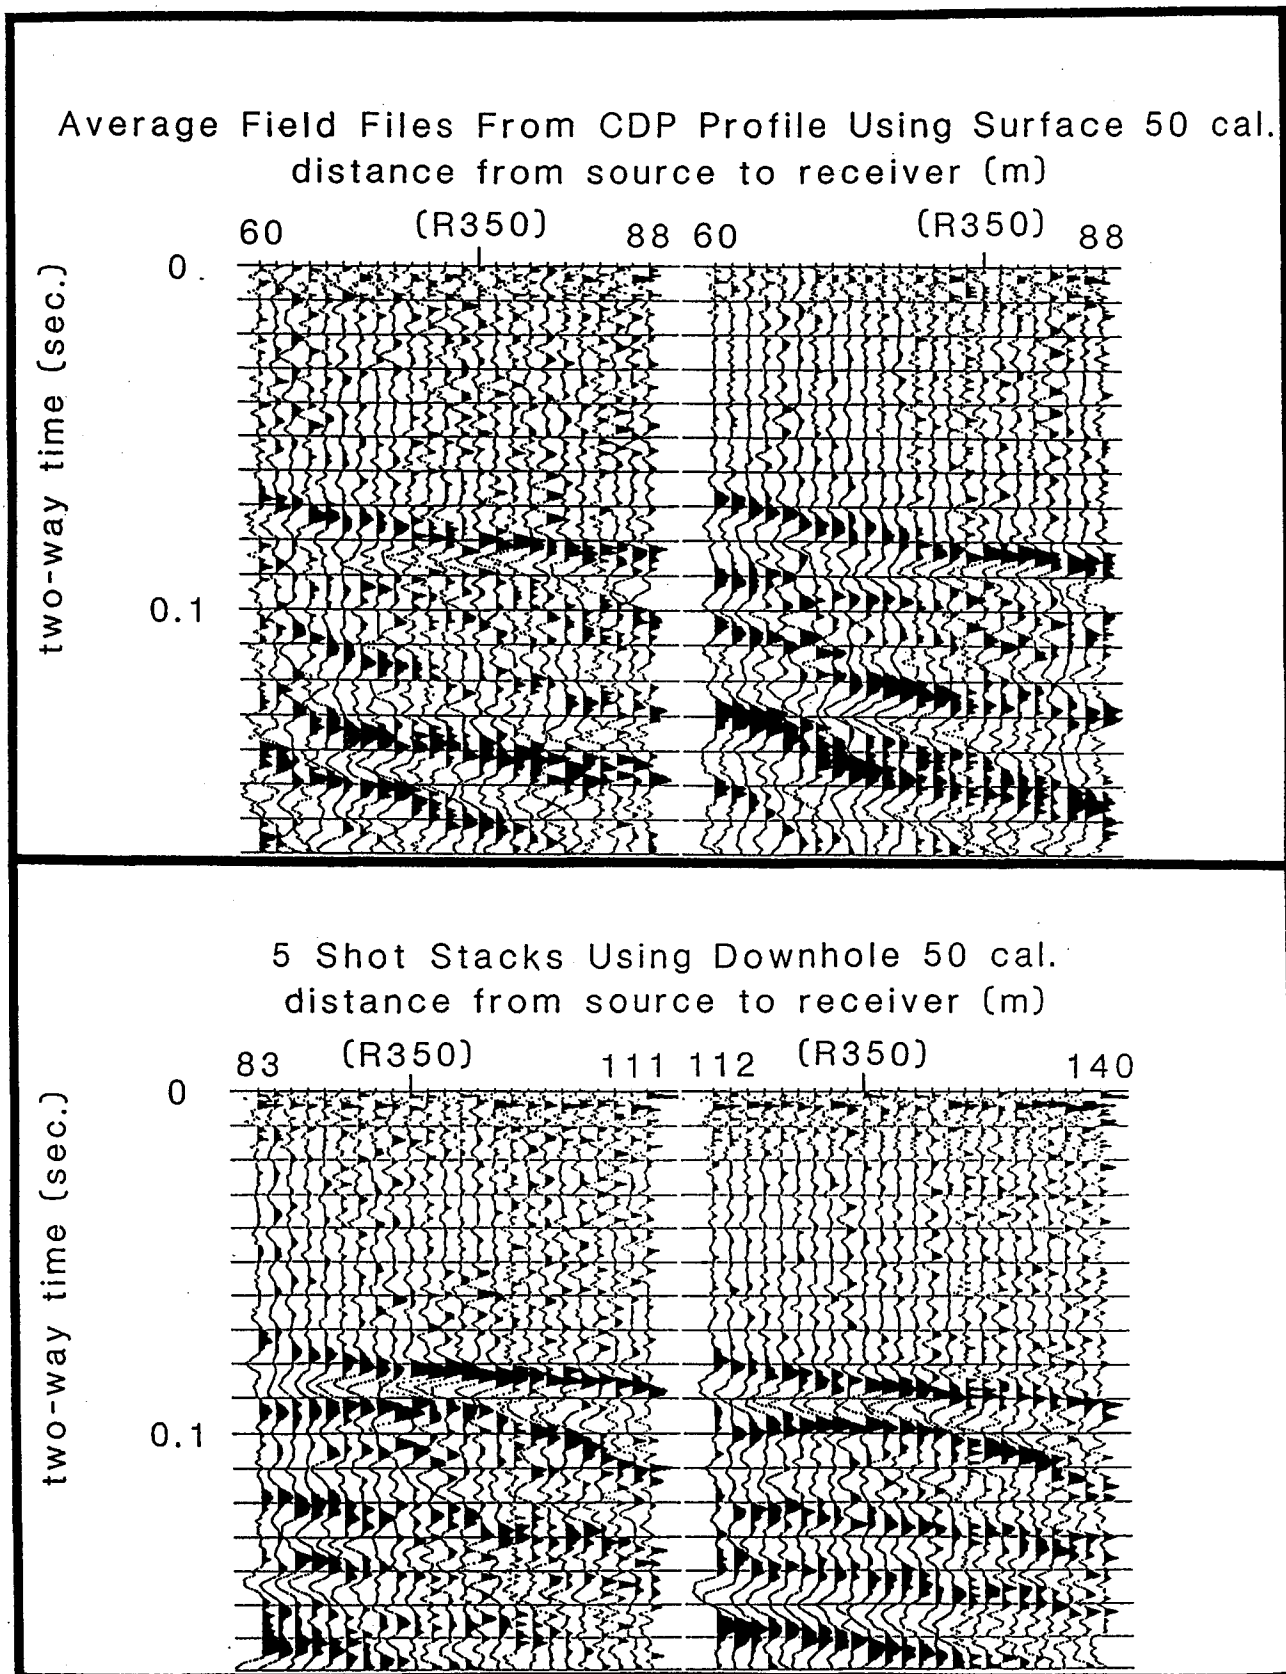 Average Field Files From CDP Profile Using Surface 50 cal.
distance from source to receiver (m)
60 (R350) 88 60 (R350) 88
0.
two-way time (sec.)
0.1
5 Shot Stacks Using Downhole 50 cal.
distance from source to receiver (m)
83 (R350) 111 112 (R350) 140
0
two-way time (sec.)
0.1